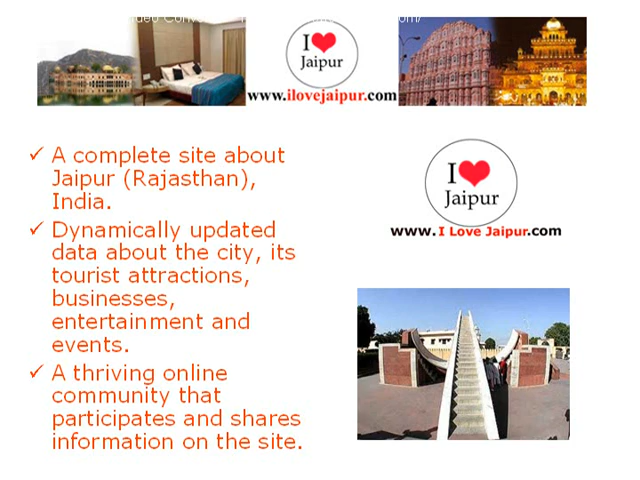 I
Jaipur
www.ilovejaipur.com
✓ A complete site about
Jaipur (Rajasthan),
India.
✓ Dynamically updated
data about the city, its
tourist attractions,
businesses,
entertainment and
events.
✓ A thriving online
community that
participates and shares
information on the site.
I
Jaipur
www.I Love Jaipur.com